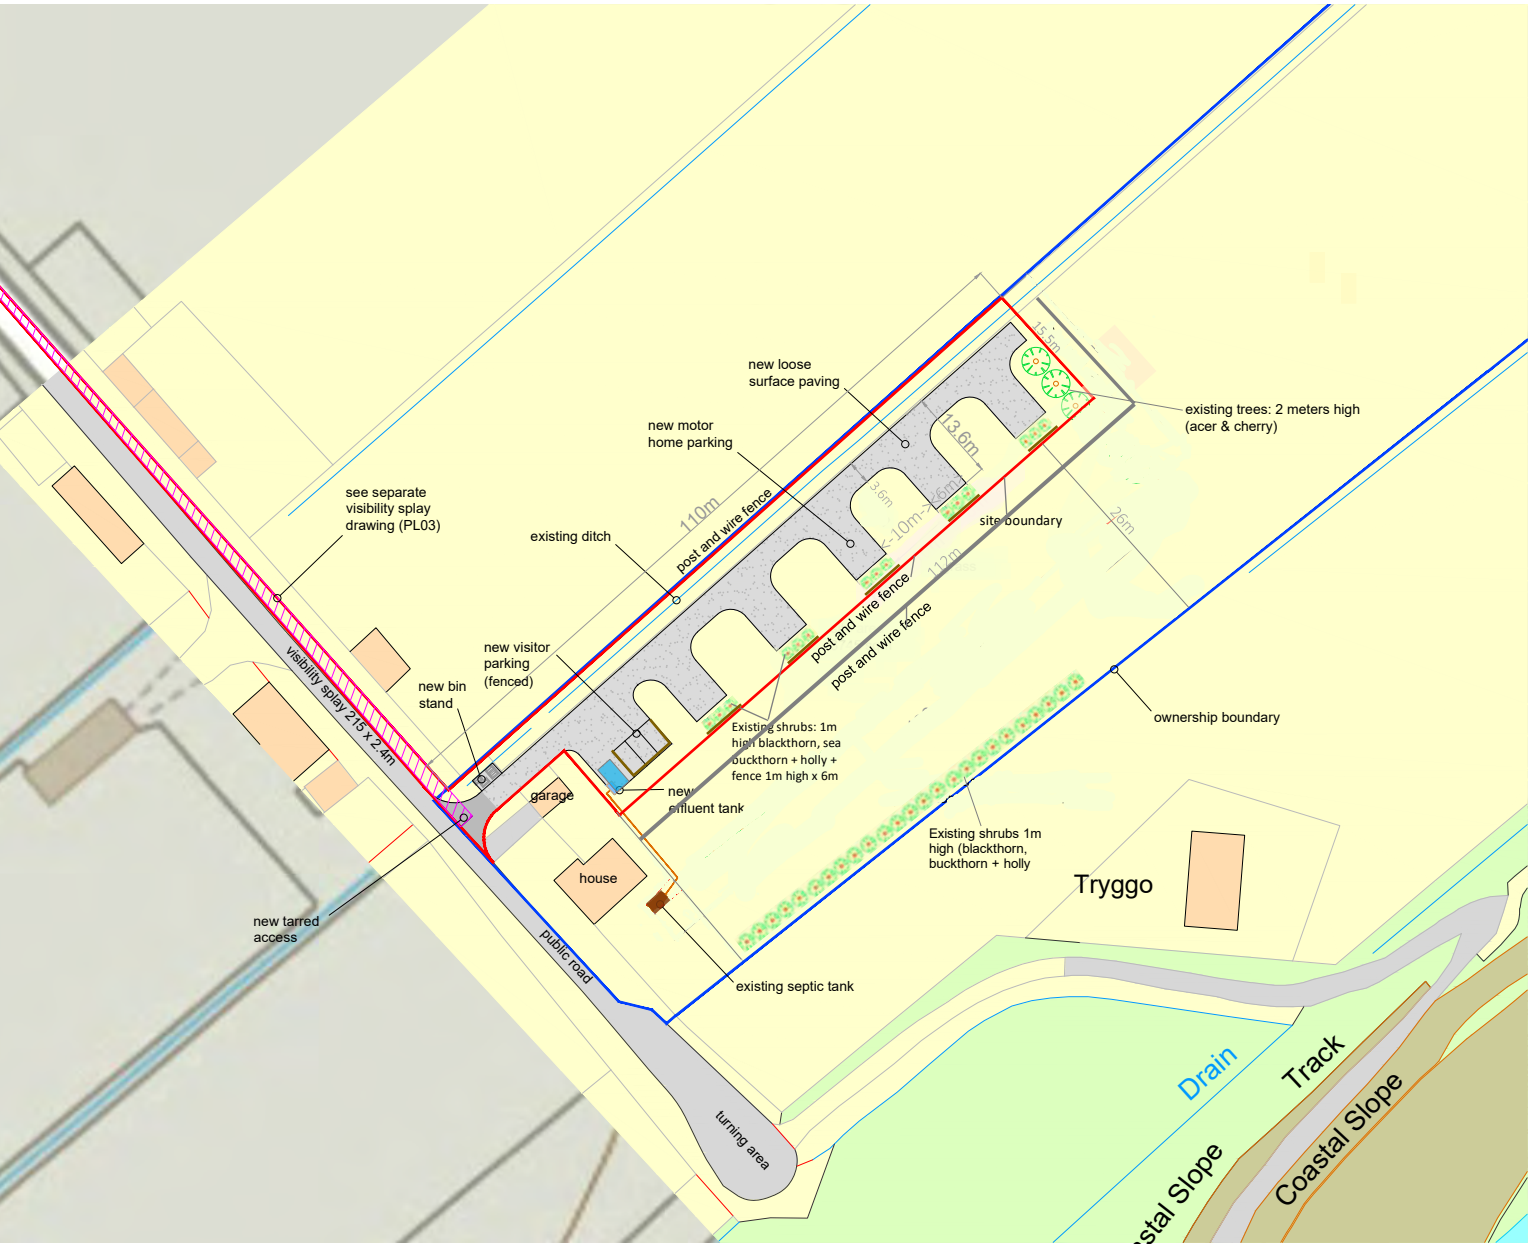 15.5m
new loose
surface paving
existing trees: 2 meters high
(acer & cherry)
new motor
home parking
13.6m
see separate
visibility splay
drawing (PL03)
3.6m
<6m>
<-10m->
110m
post and wire fence
site boundary
26m
existing ditch
112m
post and wire fence
post and wire fence
new visitor
parking
(fenced)
new bin
stand
visibility splay 215 x 2.4m
ownership boundary
Existing shrubs: 1m
high blackthorn, sea
buckthorn + holly +
fence 1m high x 6m
garage
new
effluent tank
Existing shrubs 1m
high (blackthorn,
buckthorn + holly
house
Tryggo
new tarred
access
public road
existing septic tank
Drain
Track
Coastal Slope
stal Slope
turning area